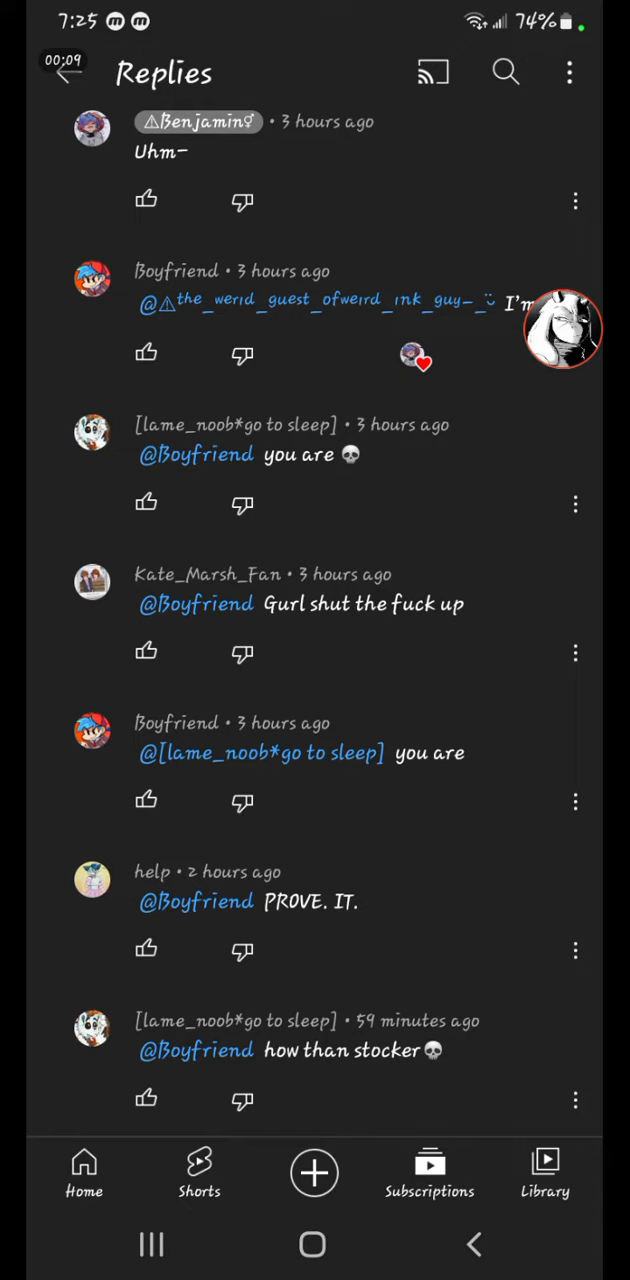 7:25 74%
00:09
Replies
⚠Benjamin⚥ • 3 hours ago
Uhm-
Boyfriend • 3 hours ago
@⚠the_werıd_guest_ofweırd_ınk_guy-_ I'm
[lame_noob*go to sleep] • 3 hours ago
@Boyfriend you are 💀
Kate_Marsh_Fan • 3 hours ago
@Boyfriend Gurl shut the fuck up
Boyfriend • 3 hours ago
@[lame_noob*go to sleep] you are
help • 2 hours ago
@Boyfriend PROVE. IT.
[lame_noob*go to sleep] • 59 minutes ago
@Boyfriend how than stocker💀
Home Shorts Subscriptions Library